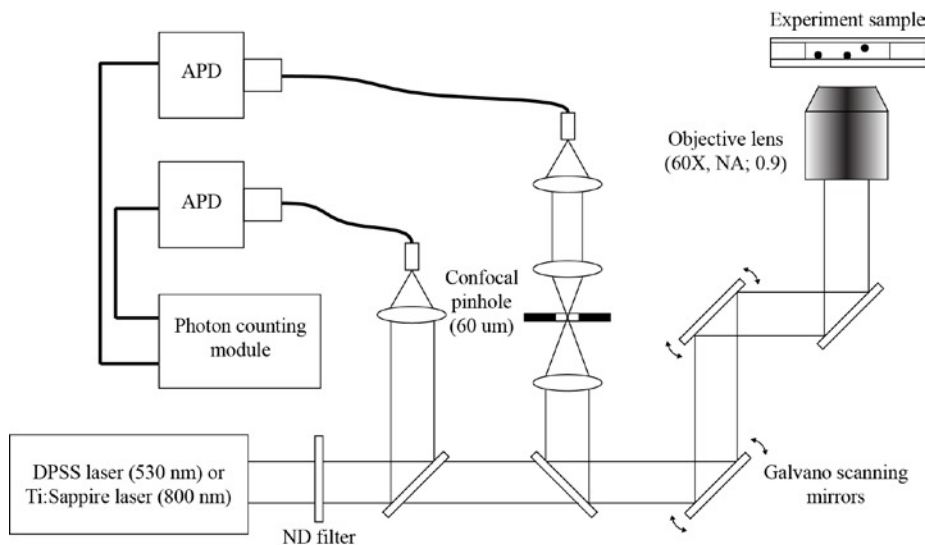 Experiment sample
APD
Objective lens
(60X, NA; 0.9)
APD
Confocal
pinhole
(60 um)
Photon counting
module
DPSS laser (530 nm) or
Ti:Sappire laser (800 nm)
Galvano scanning
mirrors
ND filter